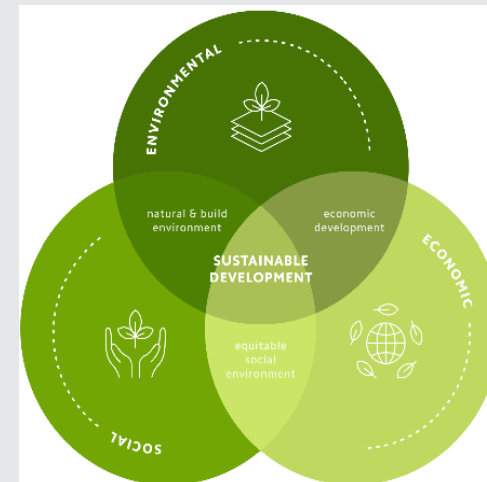 ENVIRONMENTAL
natural & build
environment
economic
development
SUSTAINABLE
DEVELOPMENT
ECONOMIC
equitable
social
environment
SOCIAL